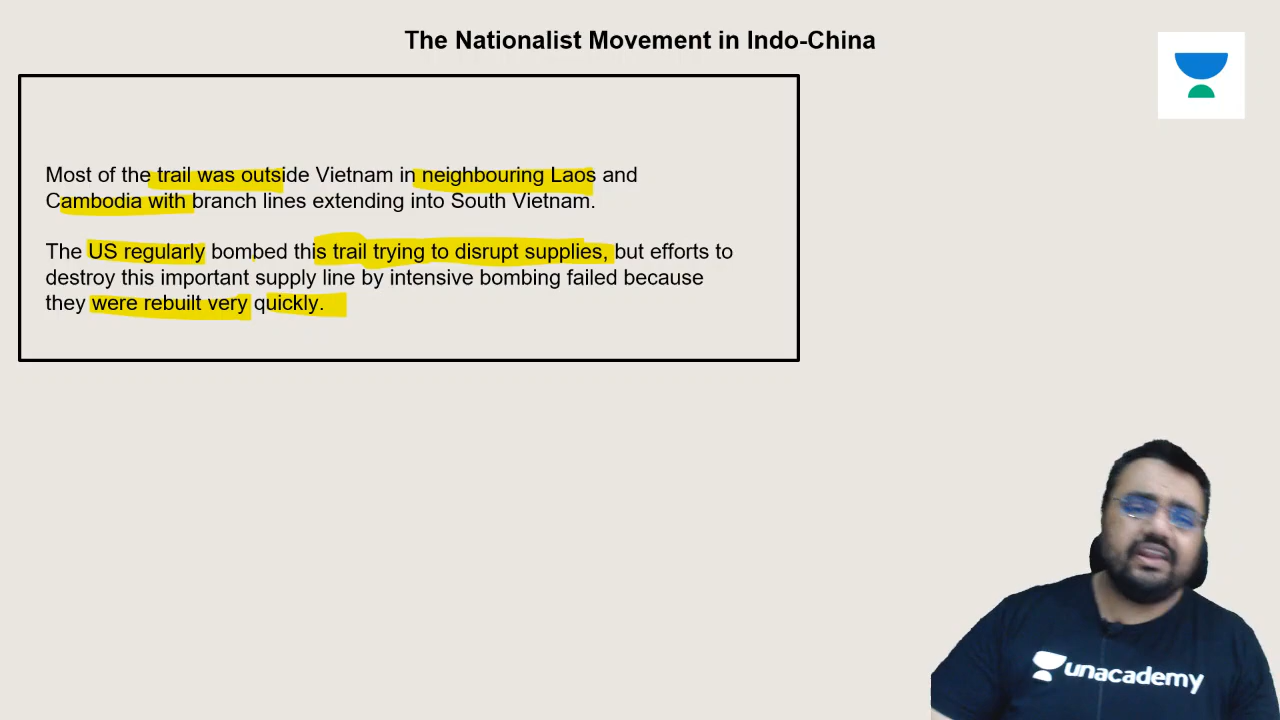 The Nationalist Movement in Indo-China
Most of the trail was outside Vietnam in neighbouring Laos and
Cambodia with branch lines extending into South Vietnam.
The US regularly bombed this trail trying to disrupt supplies, but efforts to
destroy this important supply line by intensive bombing failed because
they were rebuilt very quickly.
unacademy